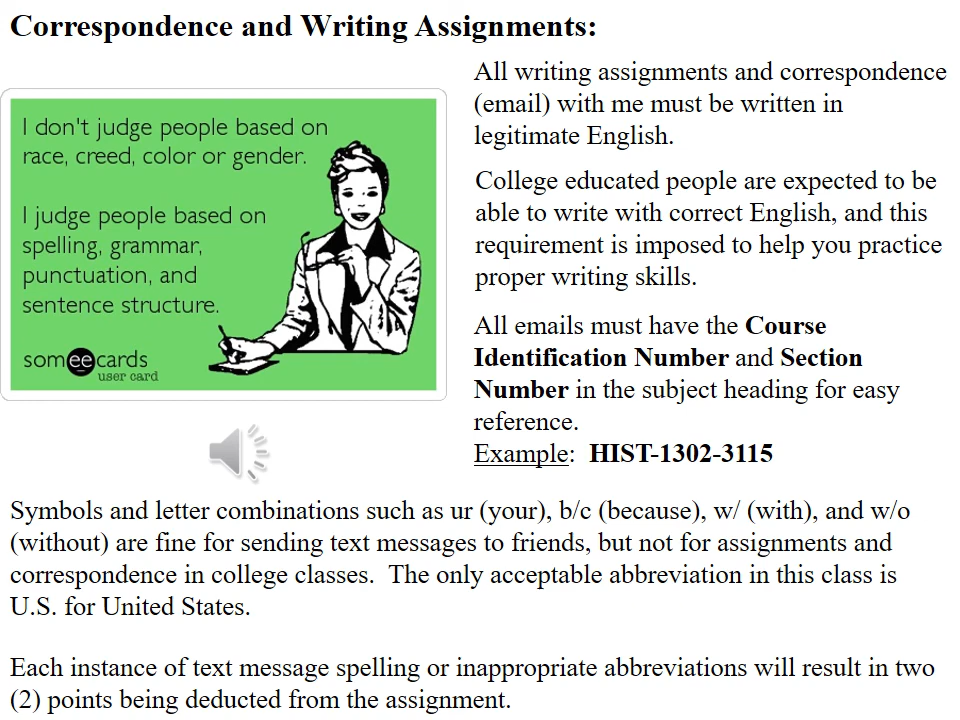 Correspondence and Writing Assignments:
I don't judge people based on
race, creed, color or gender.
I judge people based on
spelling, grammar,
punctuation, and
sentence structure.
someecards
user card
All writing assignments and correspondence
(email) with me must be written in
legitimate English.
College educated people are expected to be
able to write with correct English, and this
requirement is imposed to help you practice
proper writing skills.
All emails must have the Course
Identification Number and Section
Number in the subject heading for easy
reference.
Example:  HIST-1302-3115
Symbols and letter combinations such as ur (your), b/c (because), w/ (with), and w/o
(without) are fine for sending text messages to friends, but not for assignments and
correspondence in college classes.  The only acceptable abbreviation in this class is
U.S. for United States.
Each instance of text message spelling or inappropriate abbreviations will result in two
(2) points being deducted from the assignment.